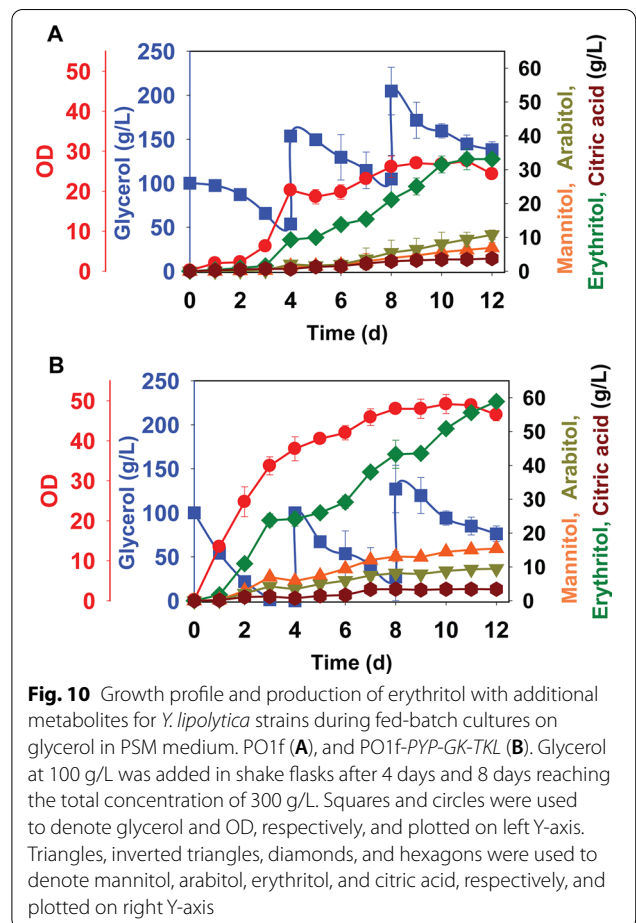 A
OD
50
40
30
20
10
0
Glycerol (g/L)
250
200
150
100
50
0
60
50
40
30
20
10
0
Mannitol, Arabitol,
Erythritol, Citric acid (g/L)
0 2 4 6 8 10 12
Time (d)
B
OD
50
40
30
20
10
0
Glycerol (g/L)
250
200
150
100
50
0
60
50
40
30
20
10
0
Mannitol, Arabitol,
Erythritol, Citric acid (g/L)
0 2 4 6 8 10 12
Time (d)
Fig. 10 Growth profile and production of erythritol with additional
metabolites for Y. lipolytica strains during fed-batch cultures on
glycerol in PSM medium. PO1f (A), and PO1f-PYP-GK-TKL (B). Glycerol
at 100 g/L was added in shake flasks after 4 days and 8 days reaching
the total concentration of 300 g/L. Squares and circles were used
to denote glycerol and OD, respectively, and plotted on left Y-axis.
Triangles, inverted triangles, diamonds, and hexagons were used to
denote mannitol, arabitol, erythritol, and citric acid, respectively, and
plotted on right Y-axis